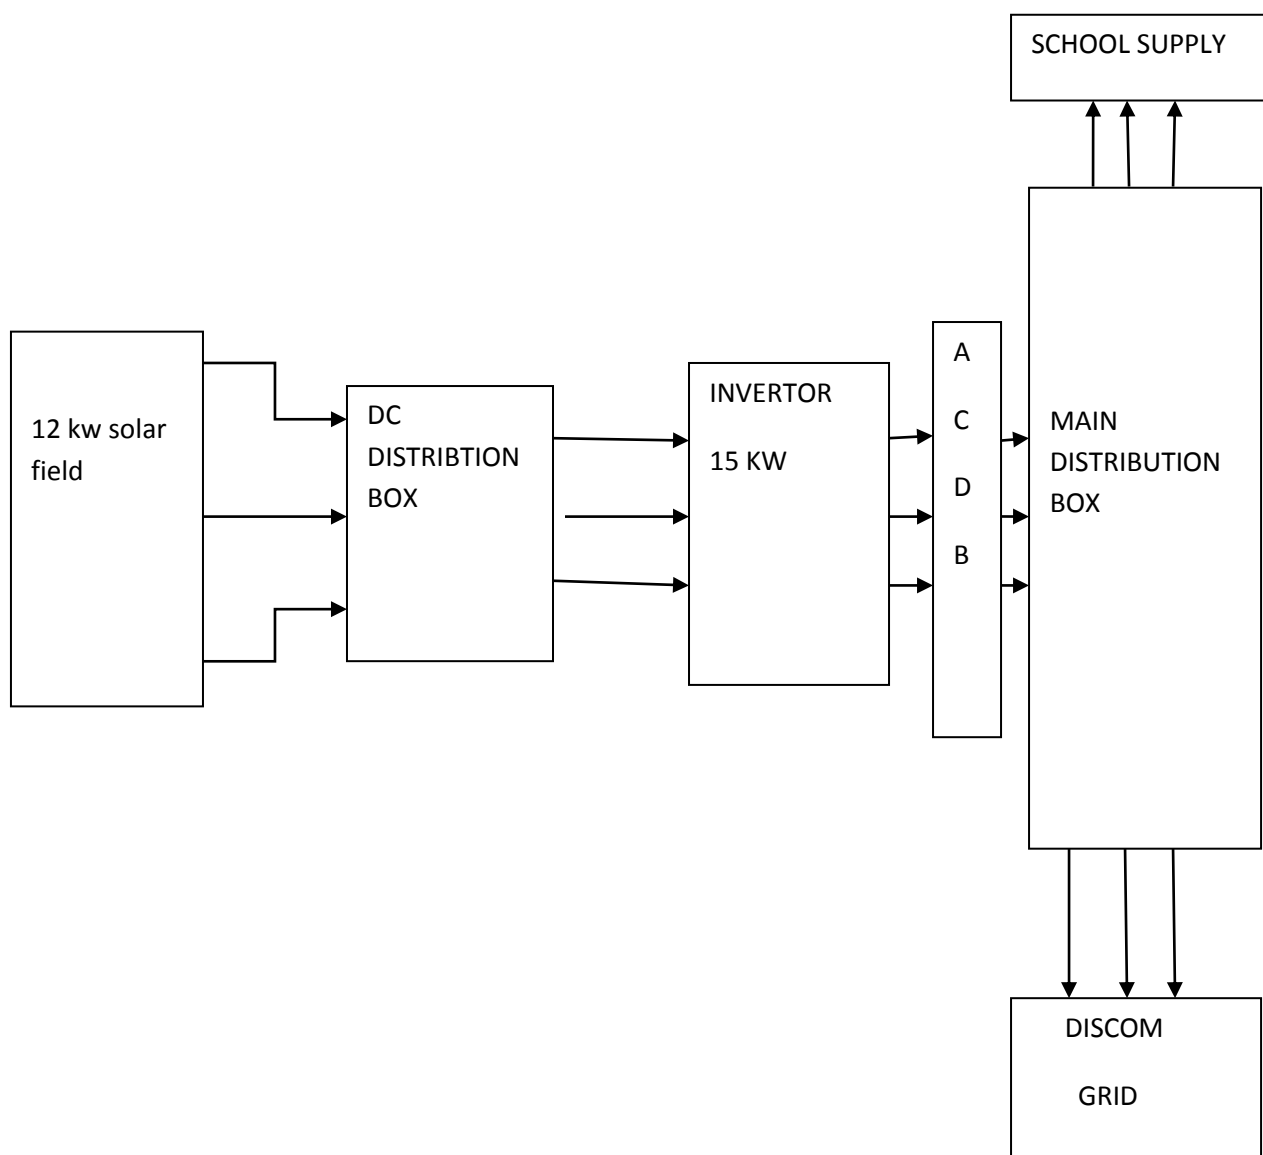 SCHOOL SUPPLY
12 kw solar
field
DC
DISTRIBTION
BOX
INVERTOR
15 KW
A
C
D
B
MAIN
DISTRIBUTION
BOX
DISCOM
GRID